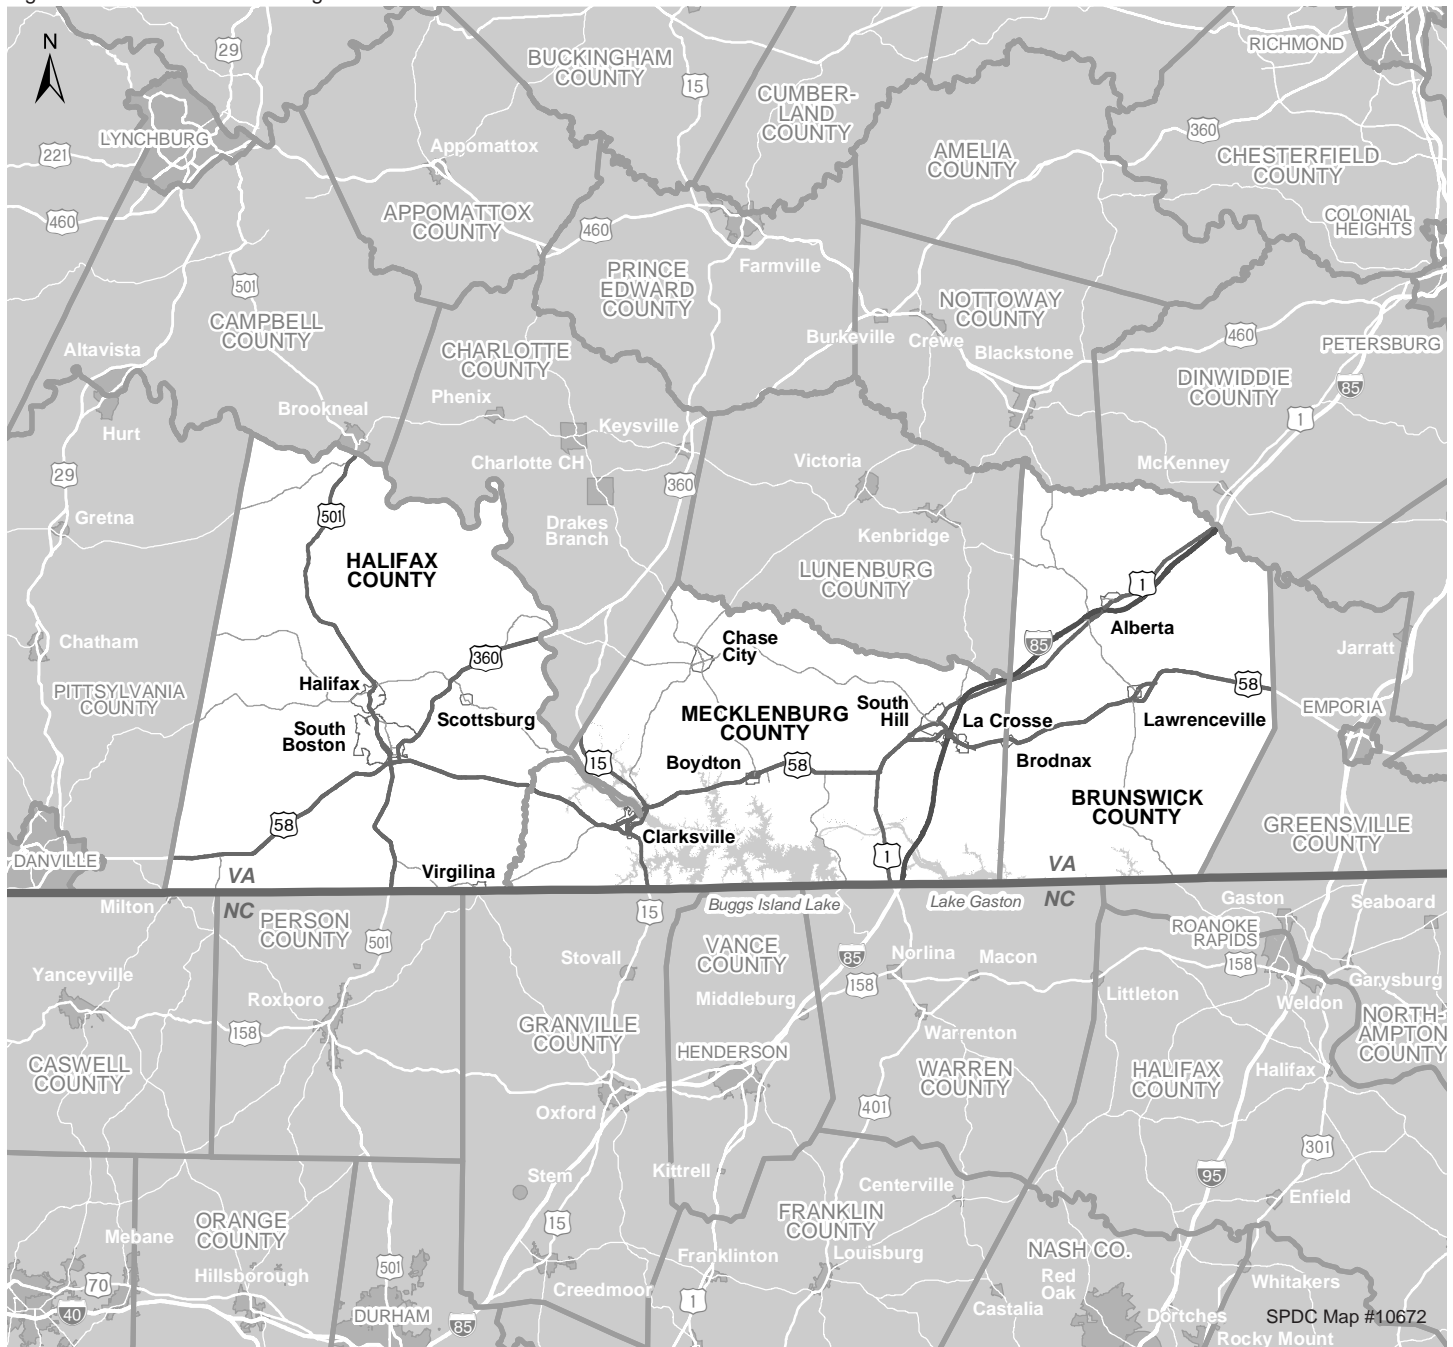 N
29
BUCKINGHAM
COUNTY
15
CUMBER-
LAND
COUNTY
RICHMOND
LYNCHBURG
221
Appomattox
360
AMELIA
COUNTY
CHESTERFIELD
COUNTY
460
APPOMATTOX
COUNTY
460
COLONIAL
HEIGHTS
PRINCE
EDWARD
COUNTY
Farmville
501
NOTTOWAY
COUNTY
CAMPBELL
COUNTY
Burkeville
Crewe
Blackstone
460
PETERSBURG
Altavista
CHARLOTTE
COUNTY
DINWIDDIE
COUNTY
85
1
Phenix
Brookneal
Hurt
Keysville
Charlotte CH
Victoria
McKenney
29
360
501
Gretna
Drakes
Branch
Kenbridge
HALIFAX
COUNTY
LUNENBURG
COUNTY
1
Alberta
Chatham
360
Chase
City
85
Jarratt
PITTSYLVANIA
COUNTY
Halifax
58
South
Boston
Scottsburg
MECKLENBURG
COUNTY
South
Hill
La Crosse
Lawrenceville
EMPORIA
15
Boydton
58
Brodnax
BRUNSWICK
COUNTY
58
Clarksville
GREENSVILLE
COUNTY
DANVILLE
VA
Virgilina
1
VA
NC
Buggs Island Lake
Lake Gaston
NC
Milton
PERSON
COUNTY
501
15
Gaston
Seaboard
ROANOKE
RAPIDS
VANCE
COUNTY
85
Norlina
Macon
158
Stovall
158
Garysburg
Yanceyville
Roxboro
Middleburg
Littleton
Weldon
158
GRANVILLE
COUNTY
Warrenton
NORTH-
AMPTON
COUNTY
CASWELL
COUNTY
HENDERSON
WARREN
COUNTY
HALIFAX
COUNTY
Halifax
Oxford
401
301
Stem
Kittrell
Centerville
95
Enfield
ORANGE
COUNTY
15
FRANKLIN
COUNTY
Mebane
Franklinton
Louisburg
NASH CO.
Hillsborough
501
70
Creedmoor
Red
Oak
Whitakers
40
DURHAM
85
1
Castalia
Dortches
SPDC Map #10672
Rocky Mount